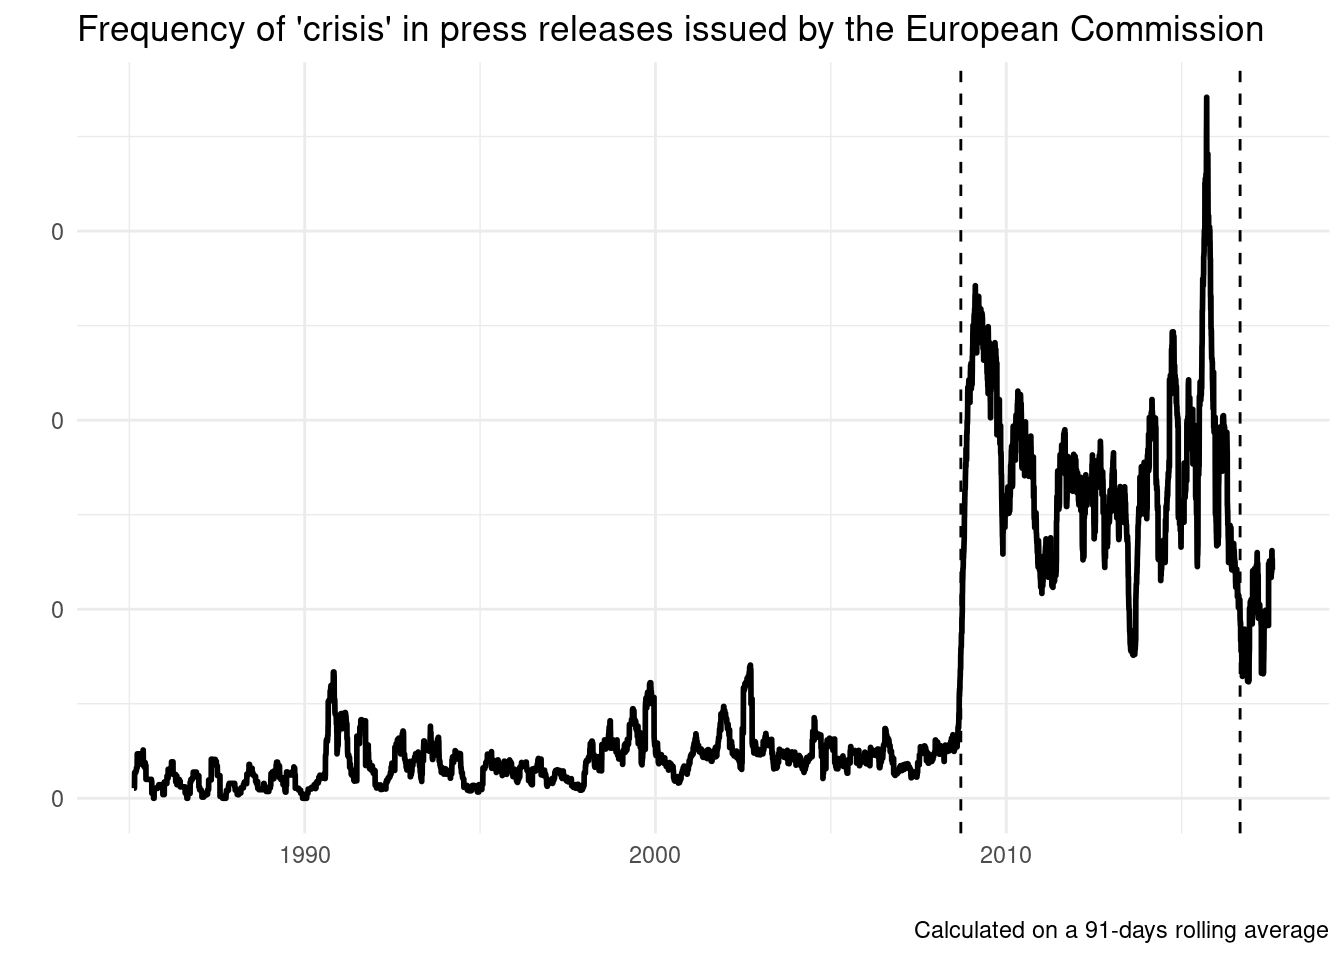 Frequency of 'crisis' in press releases issued by the European Commission
0
0
0
0
1990 2000 2010
Calculated on a 91-days rolling average